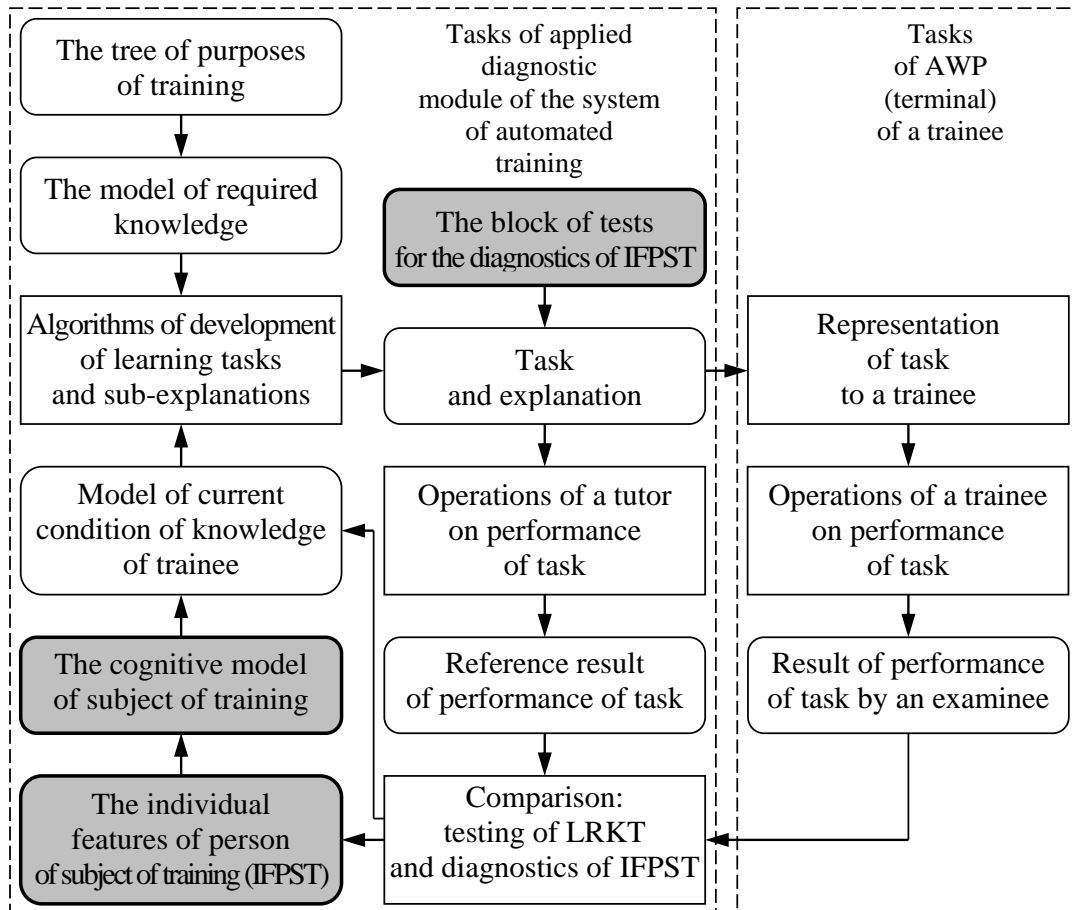 The tree of purposes
of training
The model of required
knowledge
Algorithms of development
of learning tasks
and sub-explanations
Model of current
condition of knowledge
of trainee
The cognitive model
of subject of training
The individual
features of person
of subject of training (IFPST)
Tasks of applied
diagnostic
module of the system
of automated
training
The block of tests
for the diagnostics of IFPST
Task
and explanation
Operations of a tutor
on performance
of task
Reference result
of performance of task
Comparison:
testing of LRKT
and diagnostics of IFPST
Tasks
of AWP
(terminal)
of a trainee
Representation
of task
to a trainee
Operations of a trainee
on performance
of task
Result of performance
of task by an examinee